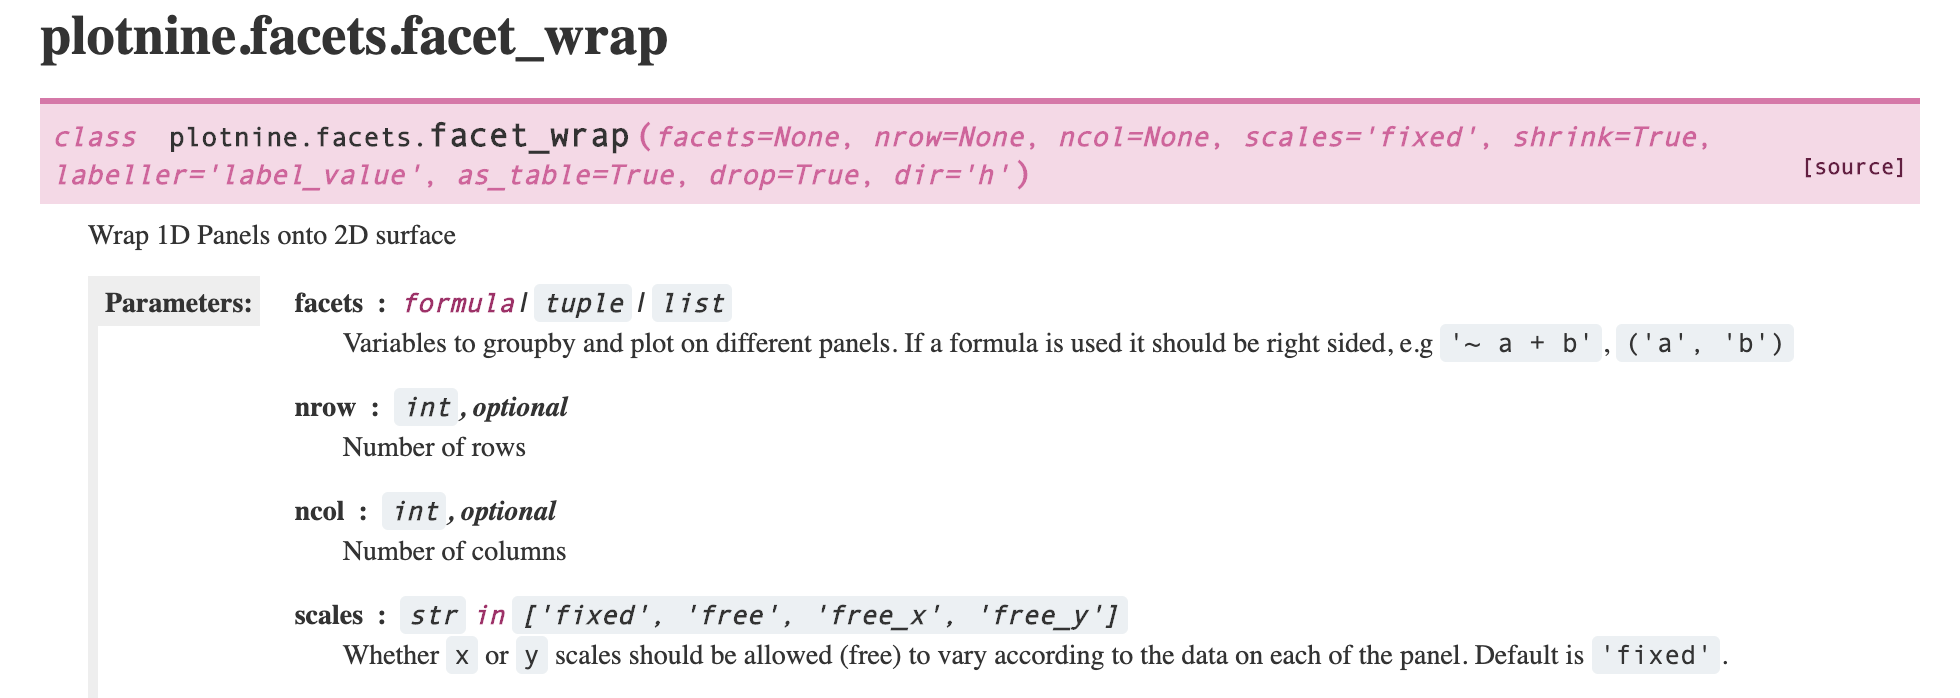 plotnine.facets.facet_wrap
class plotnine.facets.facet_wrap(facets=None, nrow=None, ncol=None, scales='fixed', shrink=True,
labeller='label_value', as_table=True, drop=True, dir='h')
[source]
Wrap 1D Panels onto 2D surface
Parameters: facets : formula/ tuple / list
Variables to groupby and plot on different panels. If a formula is used it should be right sided, e.g '~ a + b', ('a', 'b')
nrow : int, optional
Number of rows
ncol : int, optional
Number of columns
scales : str in ['fixed', 'free', 'free_x', 'free_y']
Whether x or y scales should be allowed (free) to vary according to the data on each of the panel. Default is 'fixed'.